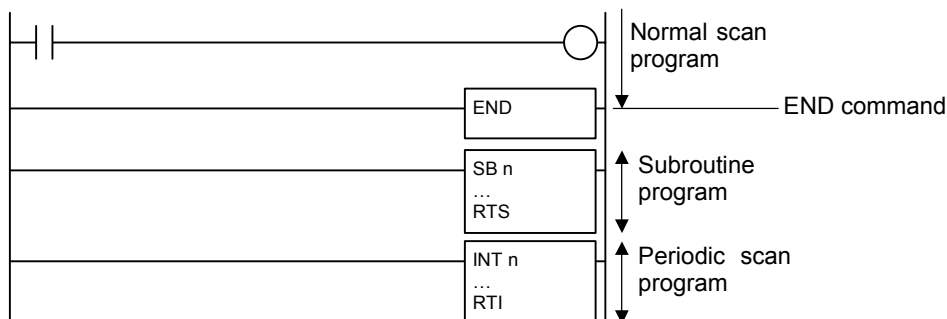 Normal scan
program
END
END command
SB n
…
RTS
Subroutine
program
INT n
…
RTI
Periodic scan
program